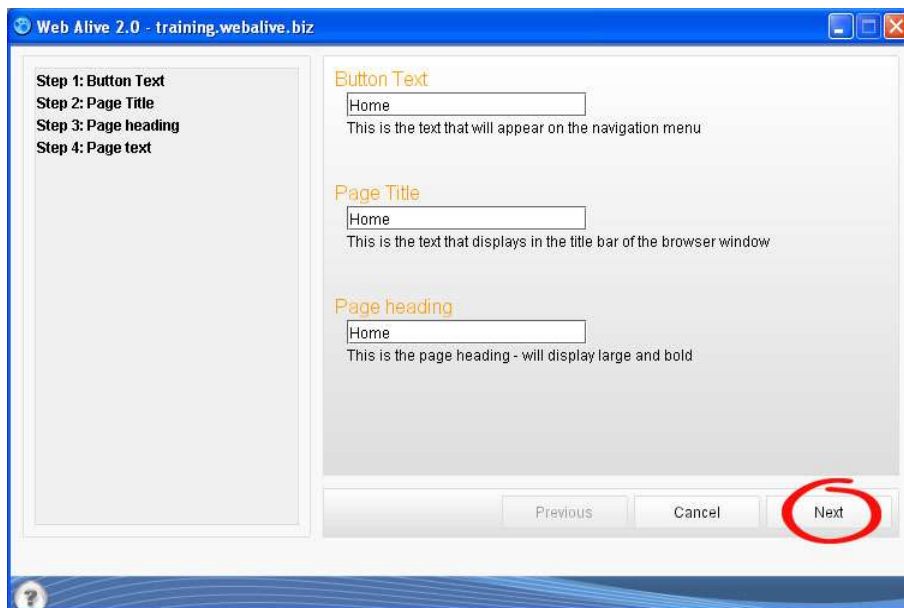 Web Alive 2.0 - training.webalive.biz
Step 1: Button Text
Step 2: Page Title
Step 3: Page heading
Step 4: Page text
Button Text
Home
This is the text that will appear on the navigation menu
Page Title
Home
This is the text that displays in the title bar of the browser window
Page heading
Home
This is the page heading - will display large and bold
Previous
Cancel
Next
?